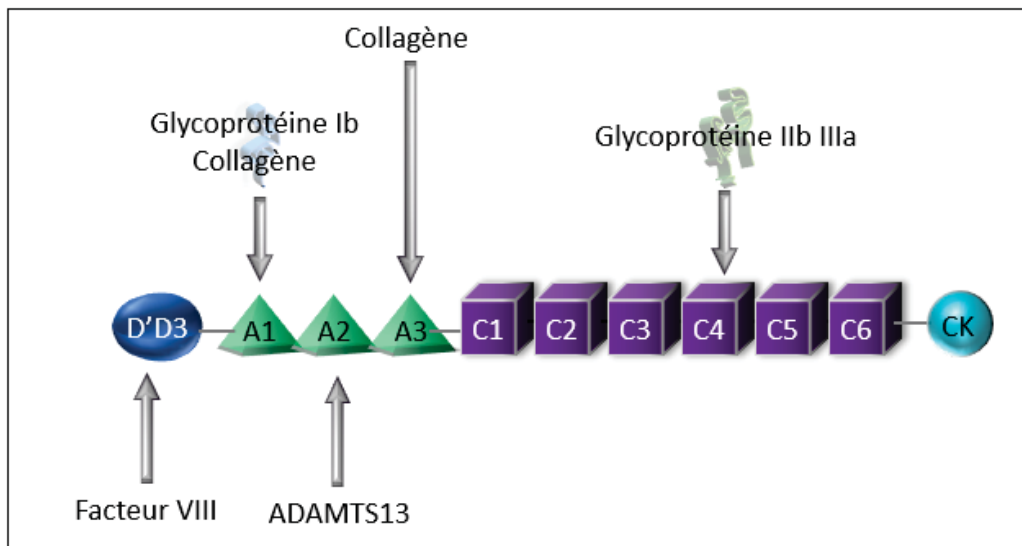 Collagène
Glycoprotéine Ib
Collagène
Glycoprotéine IIb IIIa
D'D3 A1 A2 A3 C1 C2 C3 C4 C5 C6 CK
Facteur VIII
ADAMTS13